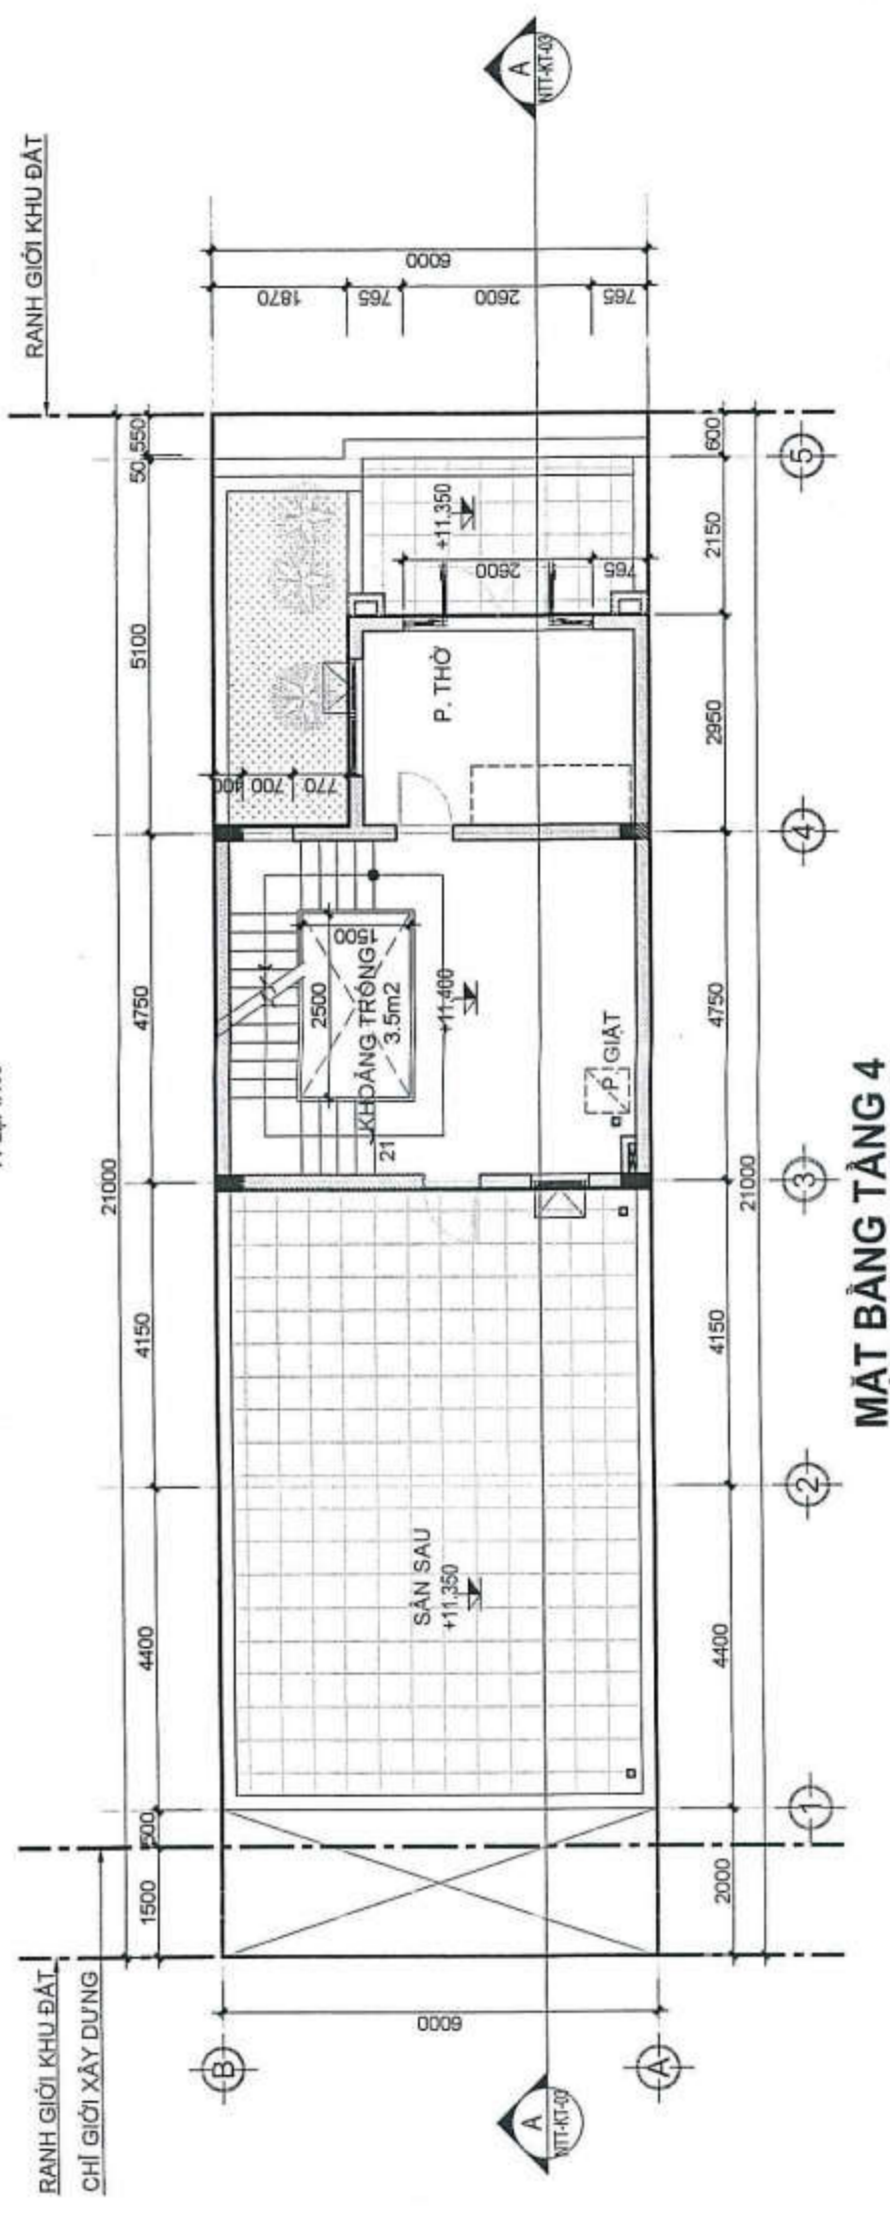 RANH GIỚI KHU ĐẤT
CHỈ GIỚI XÂY DỰNG
RANH GIỚI KHU ĐẤT
21000
1500
500
4400
4150
4750
5100
50
550
B
A
6000
SÂN SAU
+11.350
21
2500
1500
KHOẢNG TRỐNG
3.5m2
+11.400
P. GIẶT
400
700
770
P. THỜ
2600
765
+11.350
1870
765
2600
765
6000
2000
4400
4150
4750
2950
2150
600
21000
1
2
3
4
5
A
NTT-KT-03
A
NTT-KT-03
MẶT BẰNG TẦNG 4